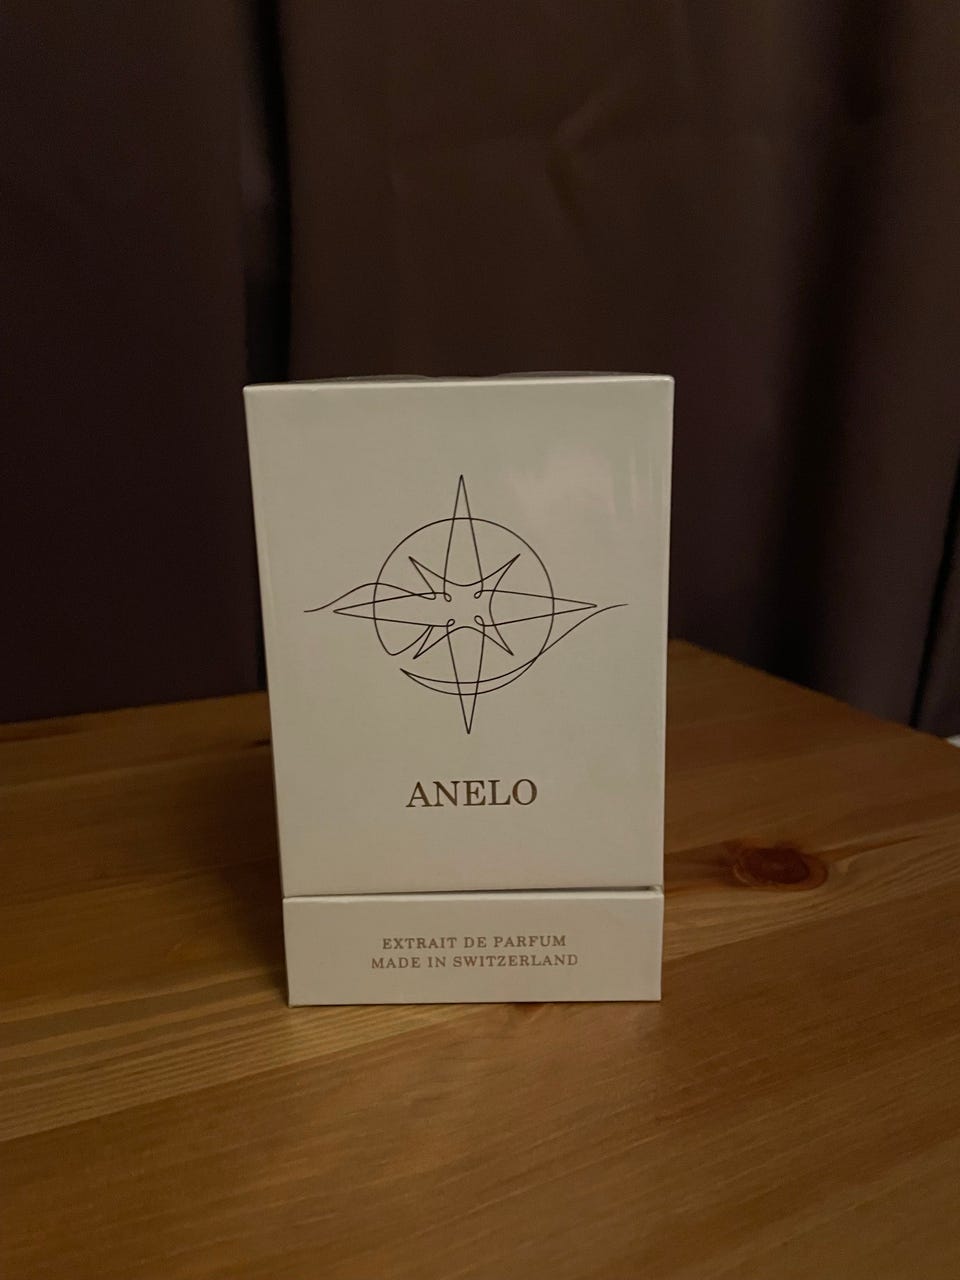 ANELO
EXTRAIT DE PARFUM
MADE IN SWITZERLAND